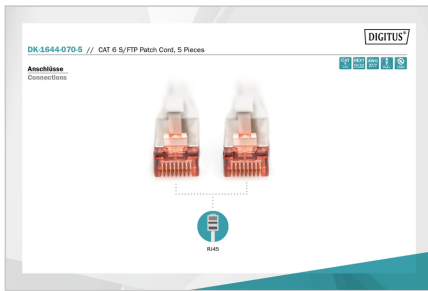 DIGITUS®
DK-1644-070-5 // CAT 6 S/FTP Patch Cord, 5 Pieces
Anschlüsse
Connections
RJ45